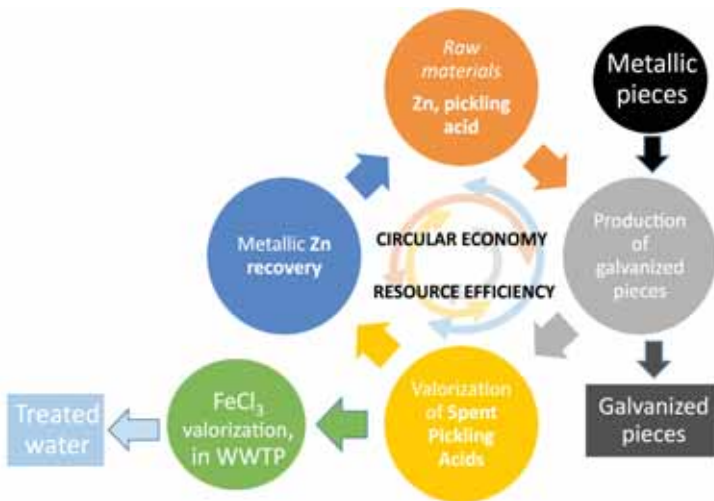 Raw
materials
Zn, pickling
acid
Metallic
pieces
Metallic Zn
recovery
CIRCULAR ECONOMY
RESOURCE EFFICIENCY
Production
of
galvanized
pieces
Treated
water
FeCl₃
valorization,
in WWTP
Valorization
of Spent
Pickling
Acids
Galvanized
pieces